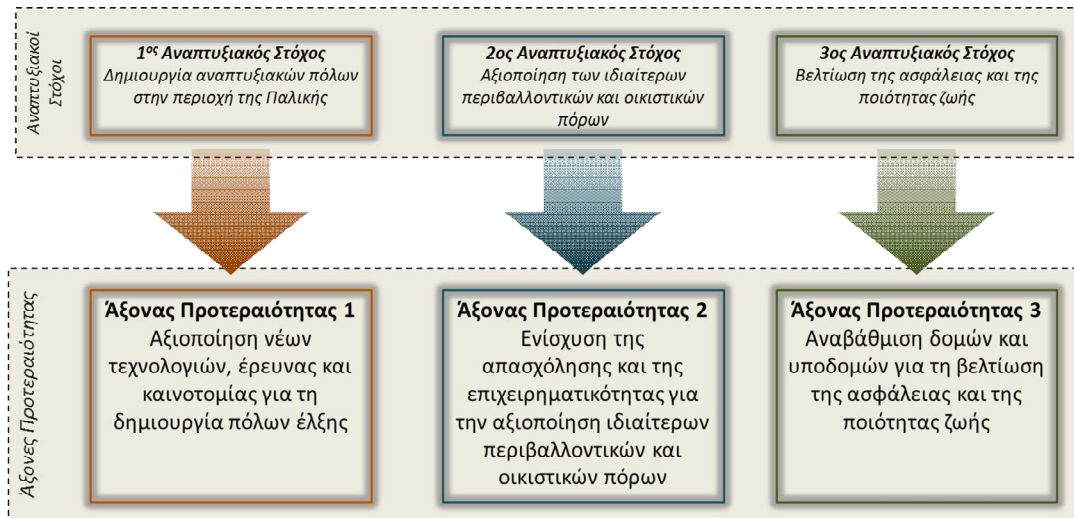 Αναπτυξιακοί
Στόχοι
1ος Αναπτυξιακός Στόχος
Δημιουργία αναπτυξιακών πόλων
στην περιοχή της Παλικής
2ος Αναπτυξιακός Στόχος
Αξιοποίηση των ιδιαίτερων
περιβαλλοντικών και οικιστικών
πόρων
3ος Αναπτυξιακός Στόχος
Βελτίωση της ασφάλειας και της
ποιότητας ζωής
Άξονες Προτεραιότητας
Άξονας Προτεραιότητας 1
Αξιοποίηση νέων
τεχνολογιών, έρευνας και
καινοτομίας για τη
δημιουργία πόλων έλξης
Άξονας Προτεραιότητας 2
Ενίσχυση της
απασχόλησης και της
επιχειρηματικότητας για
την αξιοποίηση ιδιαίτερων
περιβαλλοντικών και
οικιστικών πόρων
Άξονας Προτεραιότητας 3
Αναβάθμιση δομών και
υποδομών για τη βελτίωση
της ασφάλειας και της
ποιότητας ζωής